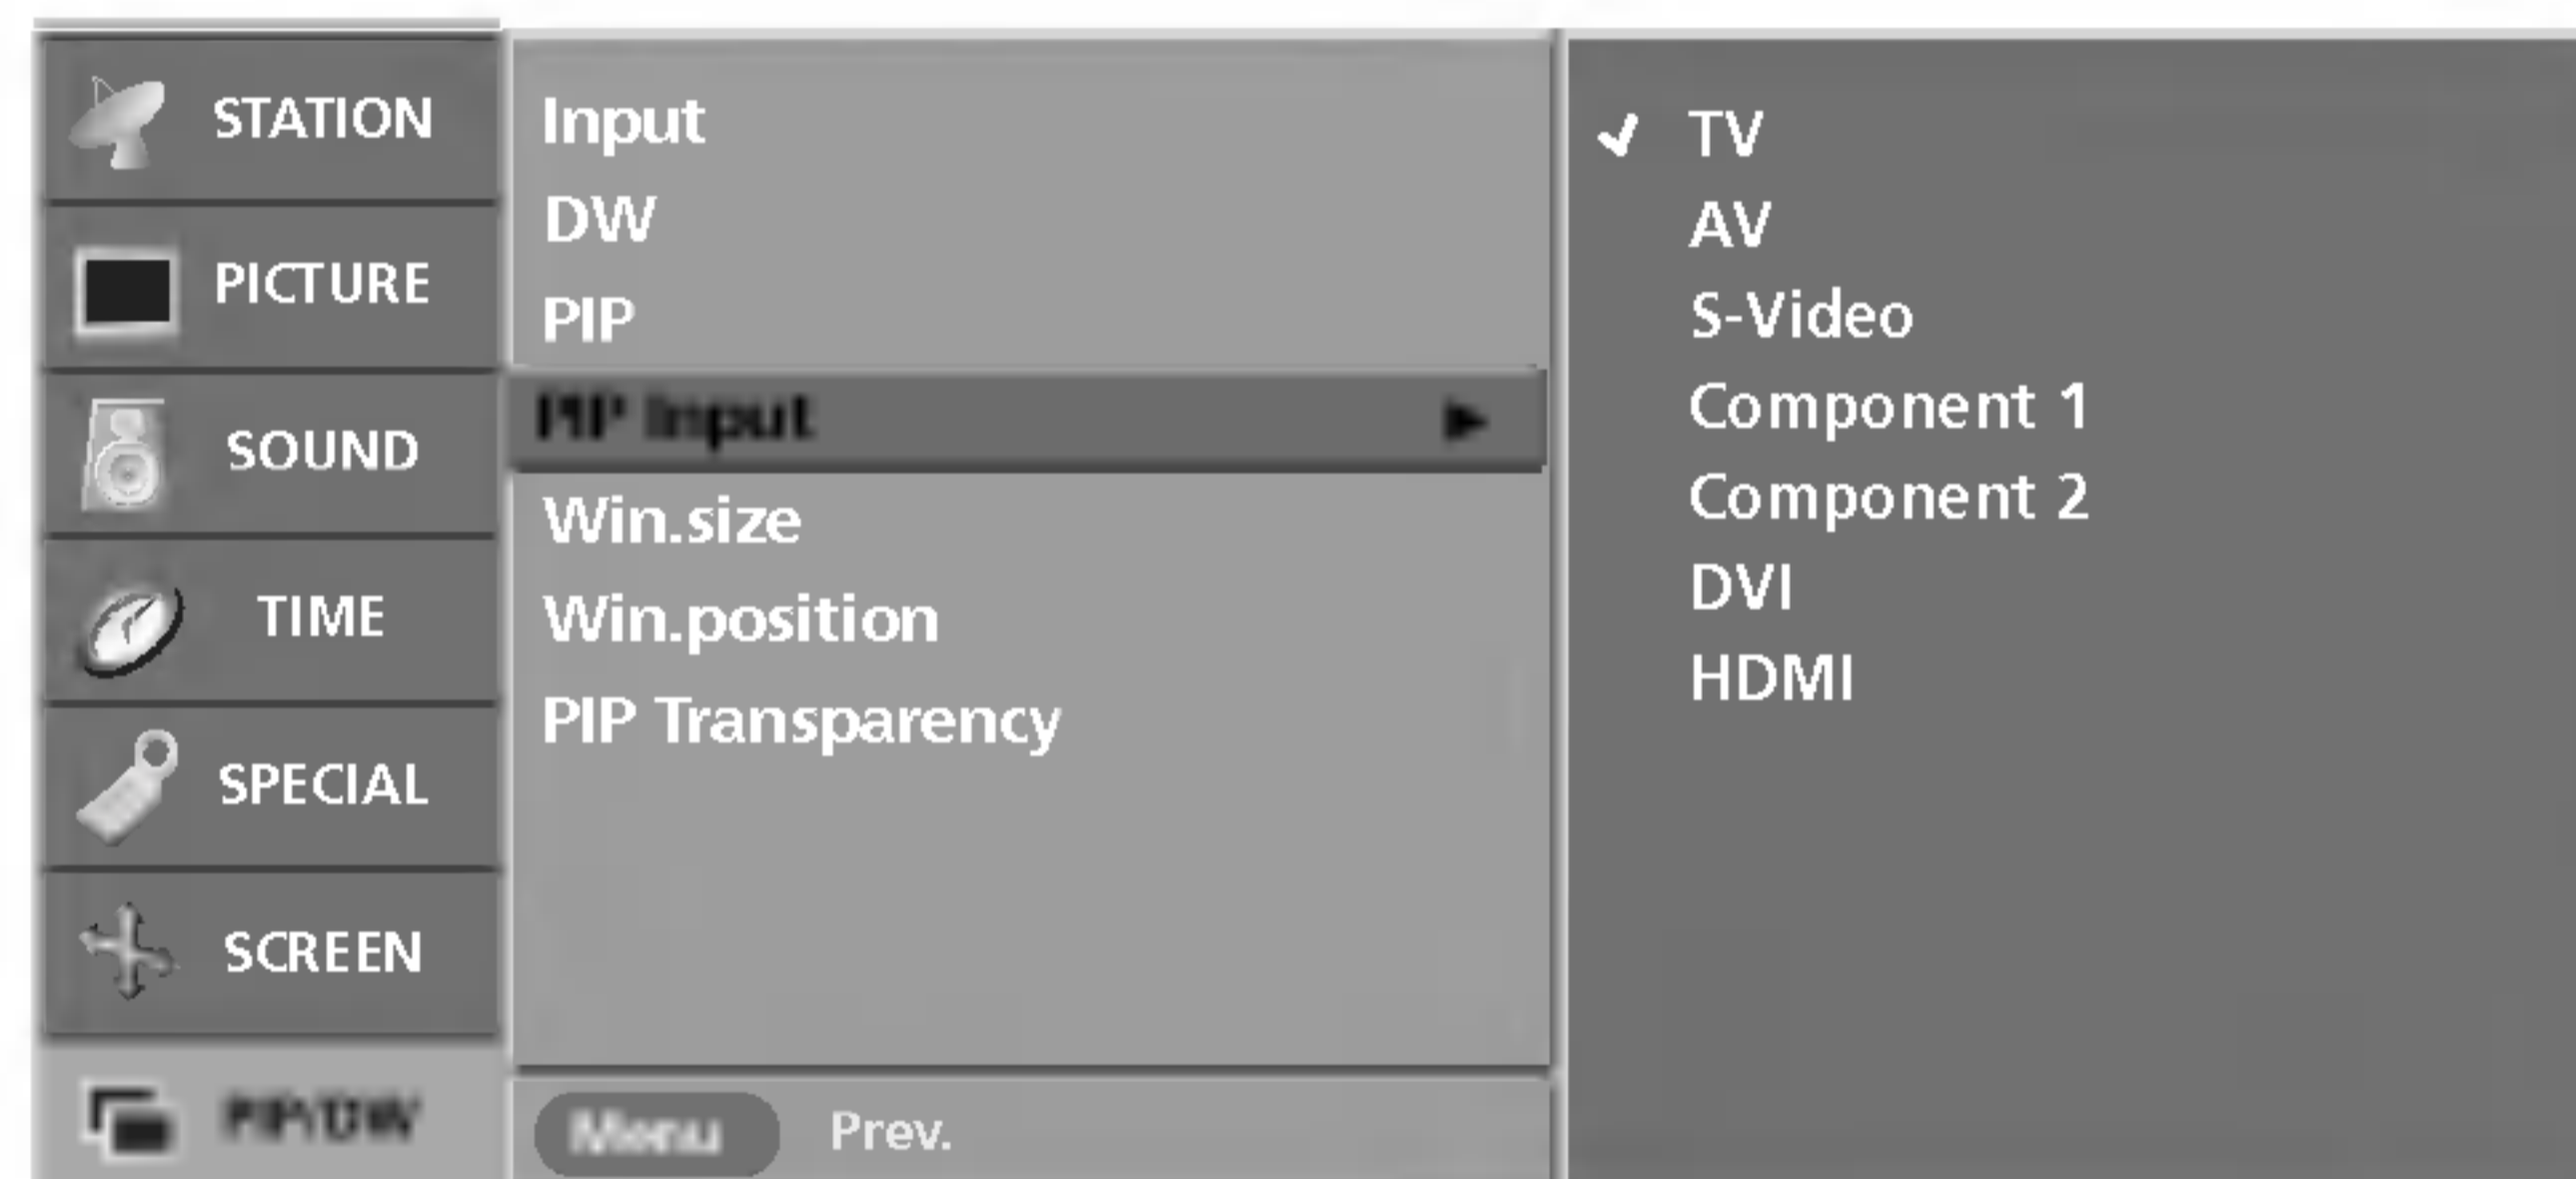 STATION
PICTURE
SOUND
TIME
SPECIAL
SCREEN
PIP/DW
Input
DW
PIP
PIP Input
Win.size
Win.position
PIP Transparency
Menu Prev.
TV
AV
S-Video
Component 1
Component 2
DVI
HDMI